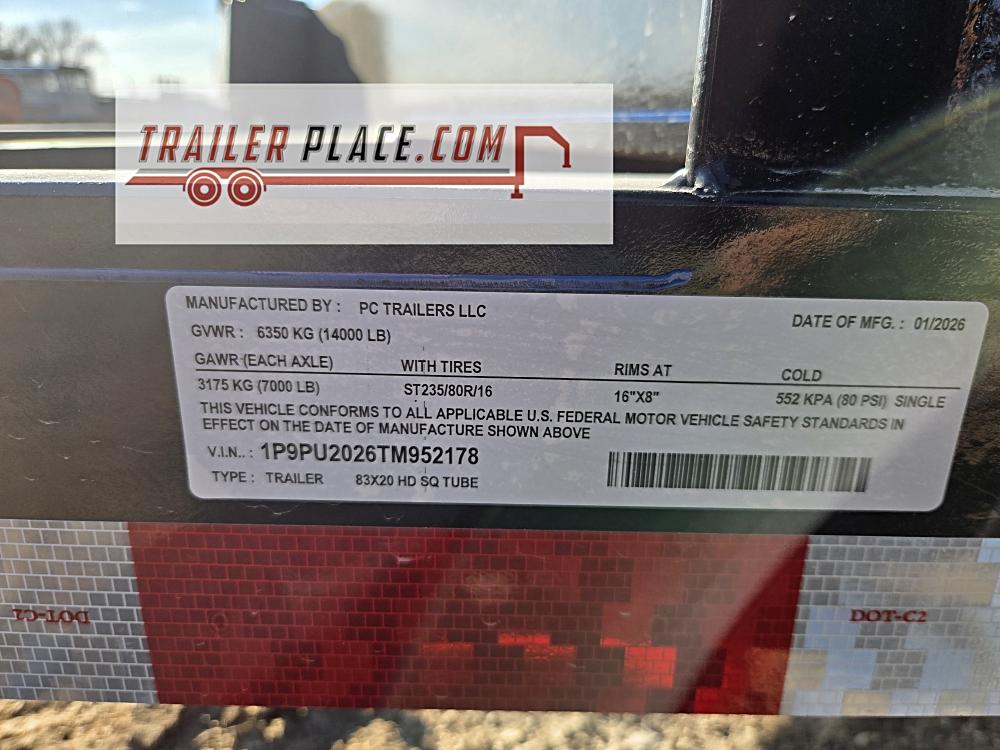 TRAILER PLACE.COM
MANUFACTURED BY : PC TRAILERS LLC
DATE OF MFG. : 01/2026
GVWR : 6350 KG (14000 LB)
GAWR (EACH AXLE) WITH TIRES RIMS AT COLD
3175 KG (7000 LB) ST235/80R/16 16"X8" 552 KPA (80 PSI) SINGLE
THIS VEHICLE CONFORMS TO ALL APPLICABLE U.S. FEDERAL MOTOR VEHICLE SAFETY STANDARDS IN
EFFECT ON THE DATE OF MANUFACTURE SHOWN ABOVE
V.I.N.. : 1P9PU2026TM952178
TYPE : TRAILER 83X20 HD SQ TUBE
DOT-C2 DOT-C2